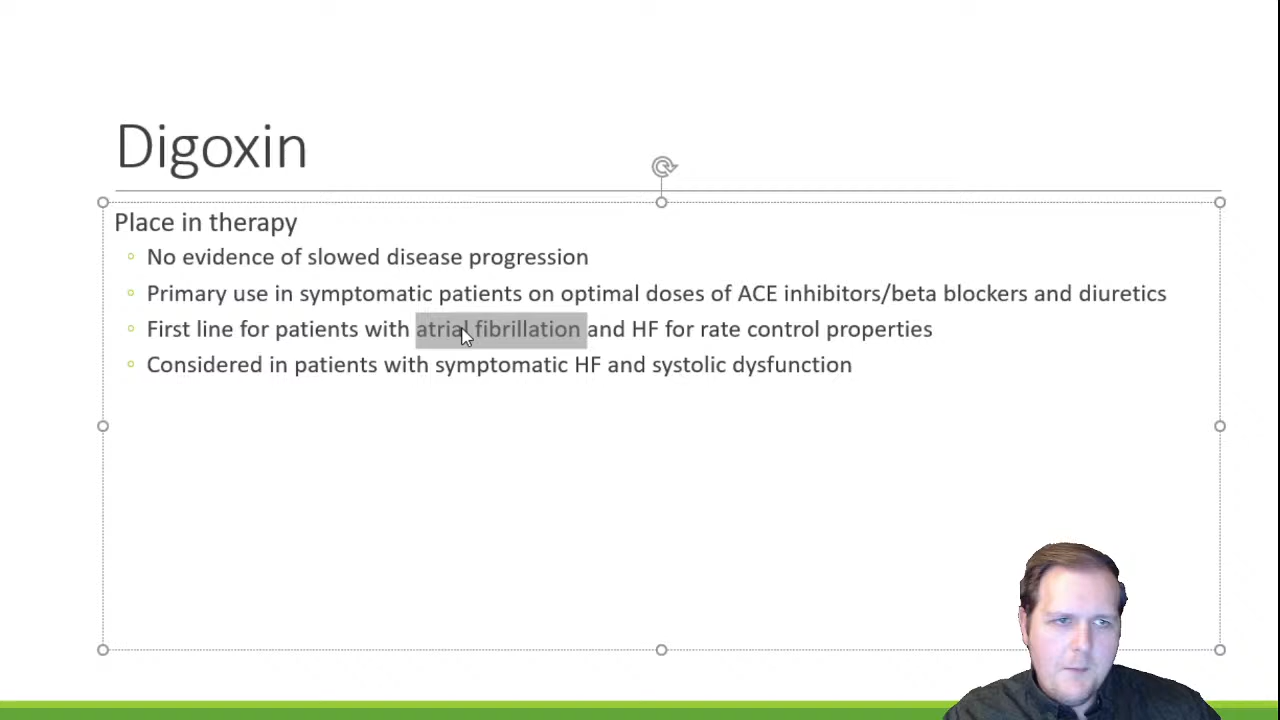 Digoxin
Place in therapy
No evidence of slowed disease progression
Primary use in symptomatic patients on optimal doses of ACE inhibitors/beta blockers and diuretics
First line for patients with atrial fibrillation and HF for rate control properties
Considered in patients with symptomatic HF and systolic dysfunction